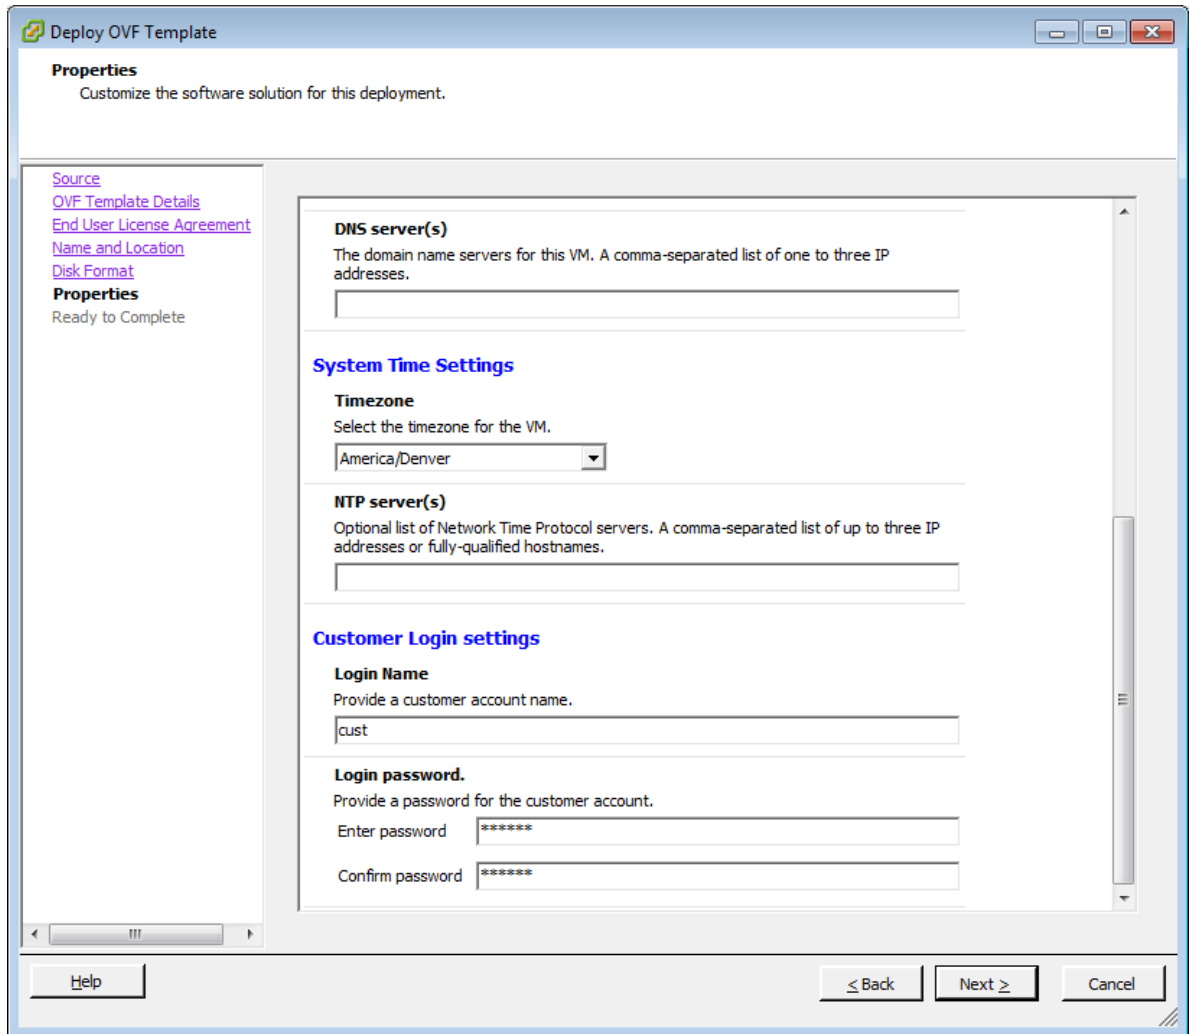 Deploy OVF Template
Properties
Customize the software solution for this deployment.
Source
OVF Template Details
End User License Agreement
Name and Location
Disk Format
Properties
Ready to Complete
DNS server(s)
The domain name servers for this VM. A comma-separated list of one to three IP
addresses.
System Time Settings
Timezone
Select the timezone for the VM.
America/Denver
NTP server(s)
Optional list of Network Time Protocol servers. A comma-separated list of up to three IP
addresses or fully-qualified hostnames.
Customer Login settings
Login Name
Provide a customer account name.
cust
Login password.
Provide a password for the customer account.
Enter password ******
Confirm password ******
Help
< Back
Next >
Cancel